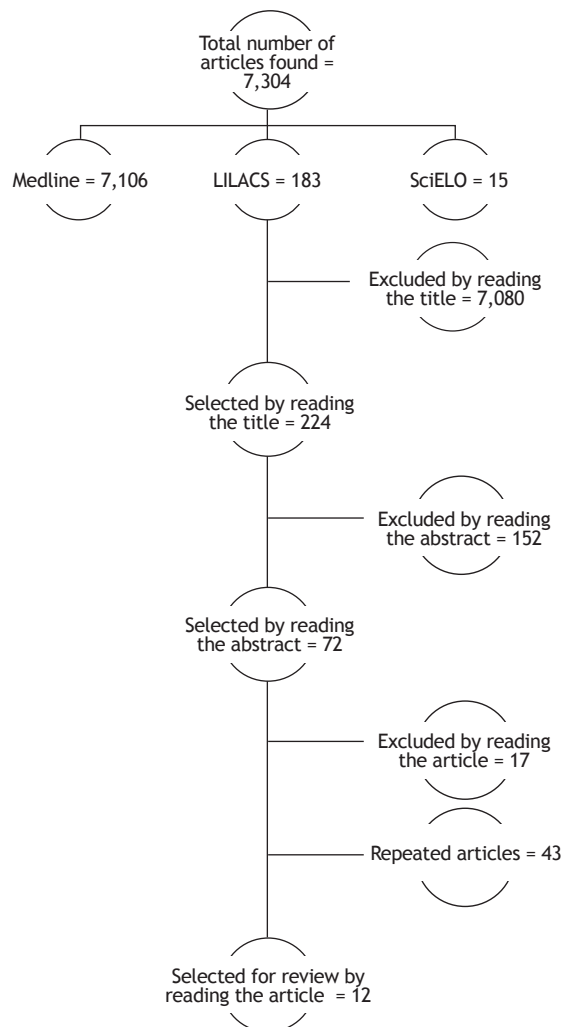 Total number of
articles found =
7,304
Medline = 7,106
LILACS = 183
SciELO = 15
Excluded by reading
the title = 7,080
Selected by reading
the title = 224
Excluded by reading
the abstract = 152
Selected by reading
the abstract = 72
Excluded by reading
the article = 17
Repeated articles = 43
Selected for review by
reading the article = 12